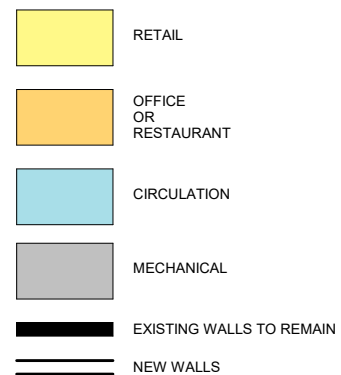 RETAIL
OFFICE
OR
RESTAURANT
CIRCULATION
MECHANICAL
EXISTING WALLS TO REMAIN
NEW WALLS